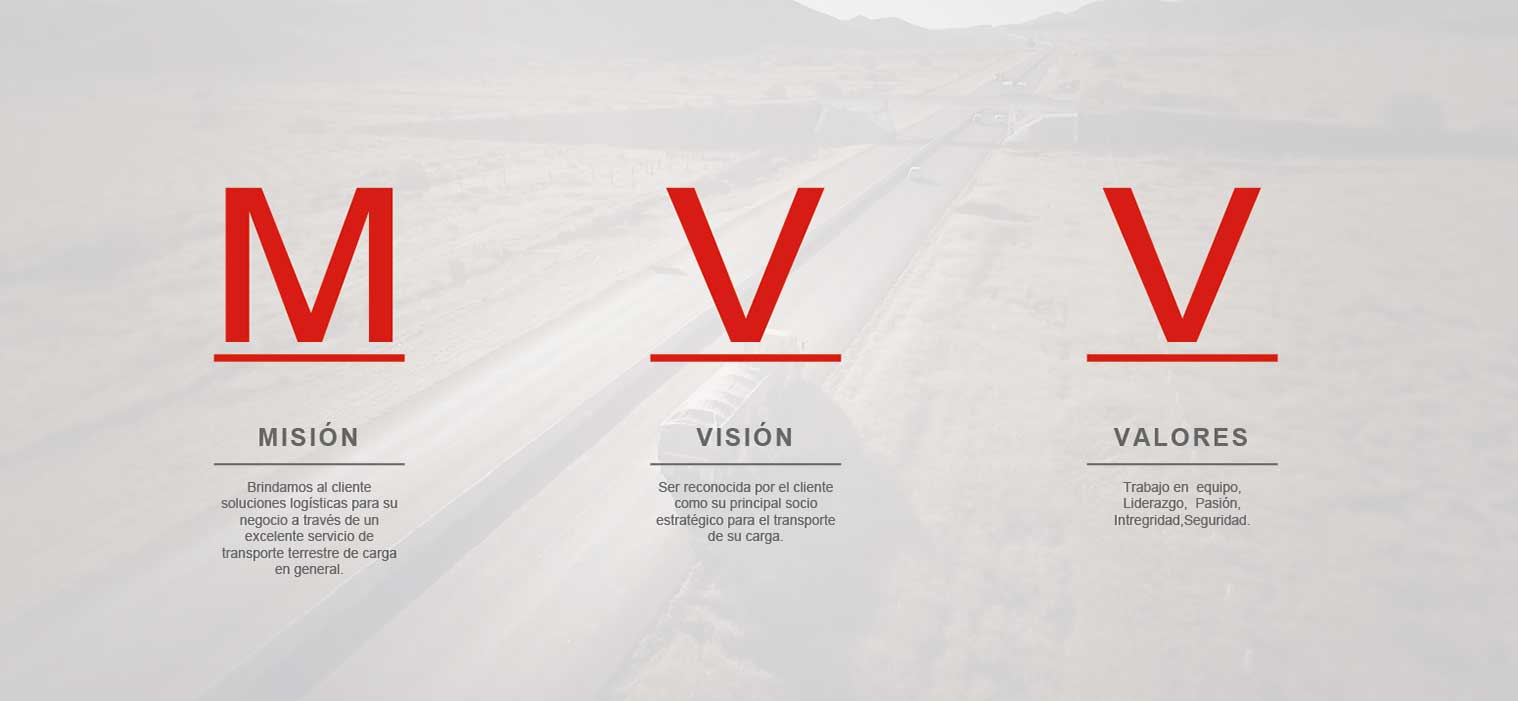 M
V
V
MISIÓN
Brindamos al cliente
soluciones logísticas para su
negocio a través de un
excelente servicio de
transporte terrestre de carga
en general.
VISIÓN
Ser reconocida por el cliente
como su principal socio
estratégico para el transporte
de su carga.
VALORES
Trabajo en  equipo,
Liderazgo,  Pasión,
Intregridad,Seguridad.